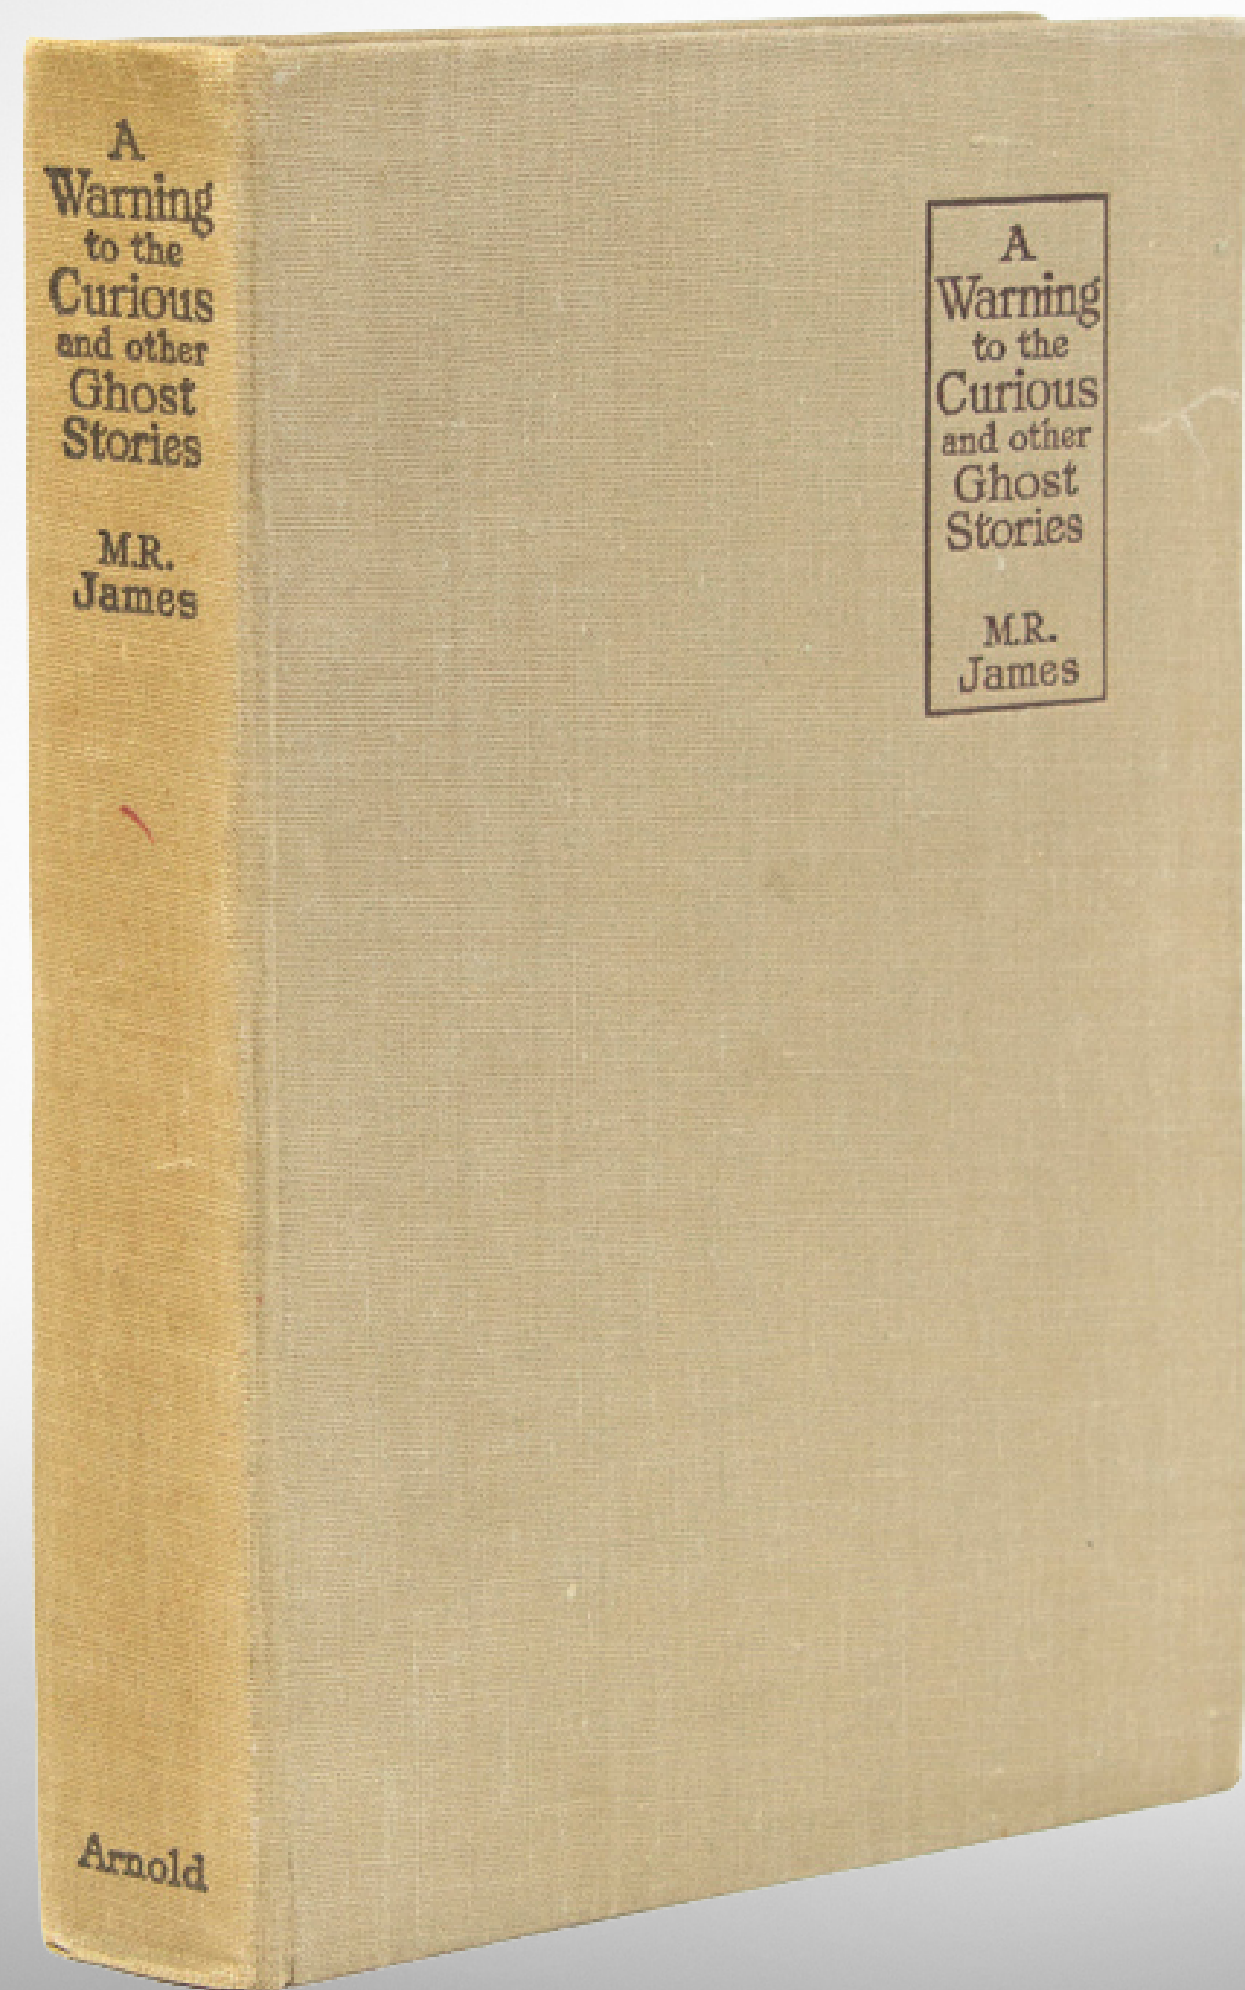 A
Warning
to the
Curious
and other
Ghost
Stories
M.R.
James
Arnold
A
Warning
to the
Curious
and other
Ghost
Stories
M.R.
James